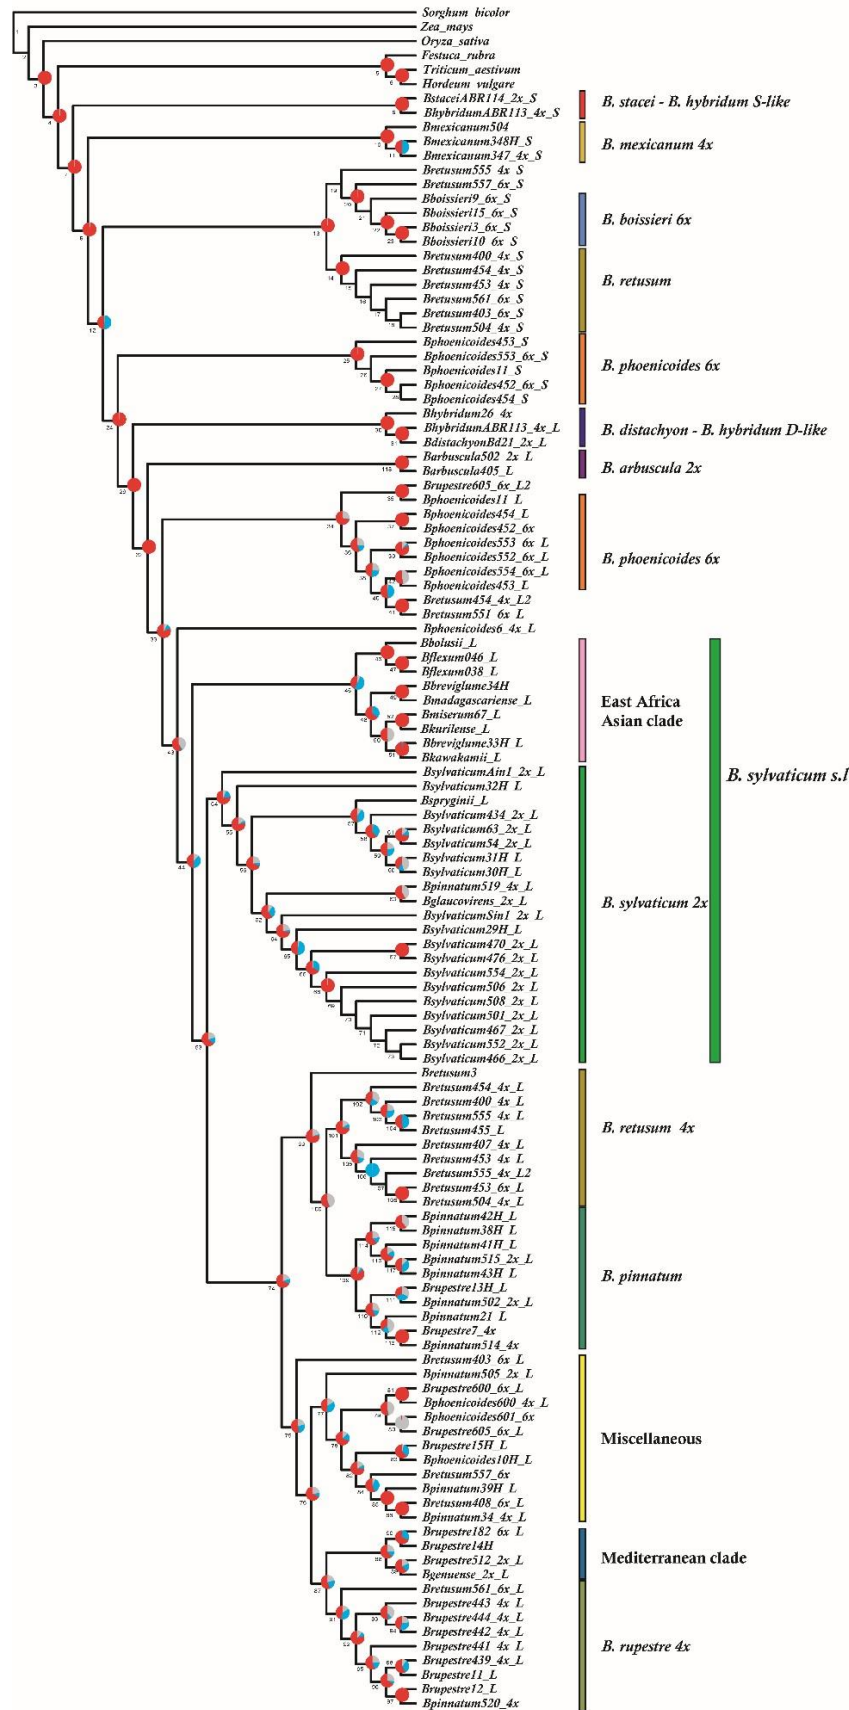 Sorghum_bicolor
Zea_mays
Oryza_sativa
Festuca_rubra
Triticum_aestivum
Hordeum_vulgare
BstaceiABR114_2x_S
BhybridumABR113_4x_S
B. stacei - B. hybridum S-like
Bmexicanum504
Bmexicanum348H_S
Bmexicanum347_4x_S
B. mexicanum 4x
Bretusum555_4x_S
Bretusum557_6x_S
Bboissieri9_6x_S
Bboissieri15_6x_S
Bboissieri3_6x_S
Bboissieri10_6x_S
B. boissieri 6x
Bretusum400_4x_S
Bretusum454_4x_S
Bretusum453_4x_S
Bretusum561_6x_S
Bretusum403_6x_S
Bretusum504_4x_S
B. retusum
Bphoenicoides453_S
Bphoenicoides553_6x_S
Bphoenicoides11_S
Bphoenicoides452_6x_S
Bphoenicoides454_S
B. phoenicoides 6x
Bhybridum26_4x
BhybridumABR113_4x_L
BdistachyonBd21_2x_L
B. distachyon - B. hybridum D-like
Barbuscula502_2x_L
Barbuscula405_L
B. arbuscula 2x
Brupestre605_6x_L2
Bphoenicoides11_L
Bphoenicoides454_L
Bphoenicoides452_6x
Bphoenicoides553_6x_L
Bphoenicoides552_6x_L
Bphoenicoides554_6x_L
Bphoenicoides453_L
Bretusum454_4x_L2
Bretusum551_6x_L
B. phoenicoides 6x
Bphoenicoides6_4x_L
Bbolusii_L
Bflexum046_L
Bflexum038_L
Bbreviglume34H
Bmadagascariense_L
Bmiserum67_L
Bkurilense_L
Bbreviglume33H_L
Bkawakamii_L
East Africa
Asian clade
B. sylvaticum s.l
BsylvaticumAin1_2x_L
Bsylvaticum32H_L
Bspryginii_L
Bsylvaticum434_2x_L
Bsylvaticum63_2x_L
Bsylvaticum54_2x_L
Bsylvaticum31H_L
Bsylvaticum30H_L
Bpinnatum519_4x_L
Bglaucovirens_2x_L
BsylvaticumSin1_2x_L
Bsylvaticum29H_L
Bsylvaticum470_2x_L
Bsylvaticum476_2x_L
Bsylvaticum554_2x_L
Bsylvaticum506_2x_L
Bsylvaticum508_2x_L
Bsylvaticum501_2x_L
Bsylvaticum467_2x_L
Bsylvaticum552_2x_L
Bsylvaticum466_2x_L
B. sylvaticum 2x
Bretusum3
Bretusum454_4x_L
Bretusum400_4x_L
Bretusum555_4x_L
Bretusum455_L
Bretusum407_4x_L
Bretusum453_4x_L
Bretusum555_4x_L2
Bretusum453_6x_L
Bretusum504_4x_L
B. retusum 4x
Bpinnatum42H_L
Bpinnatum38H_L
Bpinnatum41H_L
Bpinnatum515_2x_L
Bpinnatum43H_L
Brupestre13H_L
Bpinnatum502_2x_L
Bpinnatum21_L
Brupestre7_4x
Bpinnatum514_4x
B. pinnatum
Bretusum403_6x_L
Bpinnatum505_2x_L
Brupestre600_6x_L
Bphoenicoides600_4x_L
Bphoenicoides601_6x
Brupestre605_6x_L
Brupestre15H_L
Bphoenicoides10H_L
Bretusum557_6x
Bpinnatum39H_L
Bretusum408_6x_L
Bpinnatum34_4x_L
Miscellaneous
Brupestre182_6x_L
Brupestre14H
Brupestre512_2x_L
Bgenuense_2x_L
Mediterranean clade
Bretusum561_6x_L
Brupestre443_4x_L
Brupestre444_4x_L
Brupestre442_4x_L
Brupestre441_4x_L
Brupestre439_4x_L
Brupestre11_L
Brupestre12_L
Bpinnatum520_4x
B. rupestre 4x